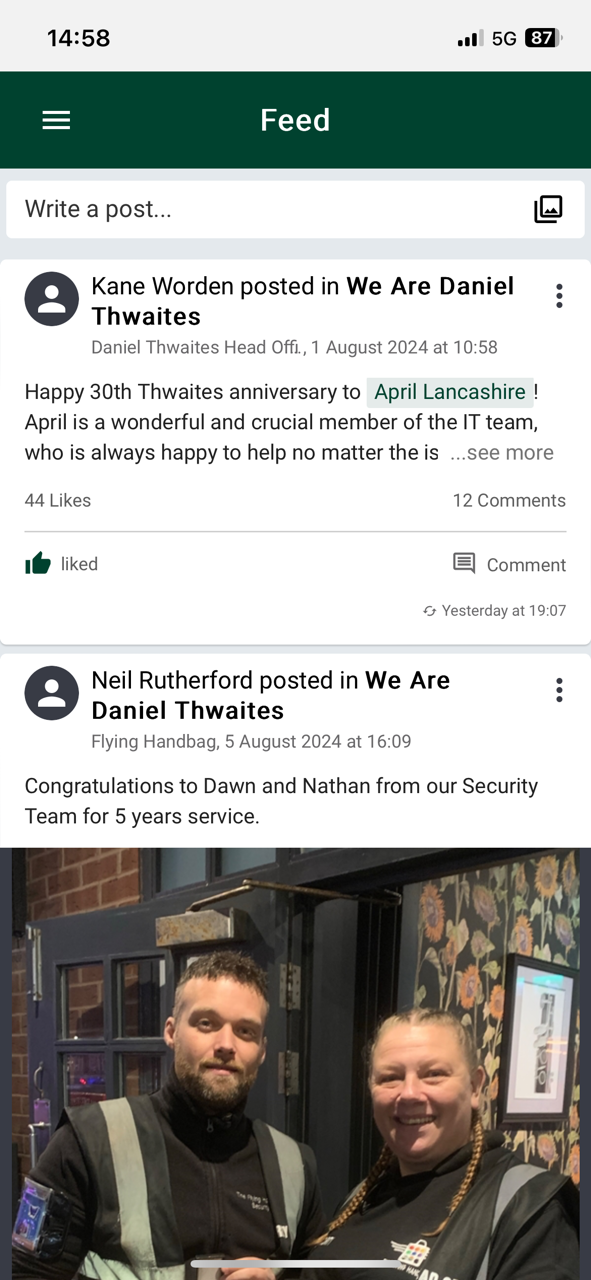 14:58
5G 87
Feed
Write a post...
Kane Worden posted in We Are Daniel
Thwaites
Daniel Thwaites Head Offi., 1 August 2024 at 10:58
Happy 30th Thwaites anniversary to April Lancashire !
April is a wonderful and crucial member of the IT team,
who is always happy to help no matter the is ...see more
44 Likes
12 Comments
liked
Comment
Yesterday at 19:07
Neil Rutherford posted in We Are
Daniel Thwaites
Flying Handbag, 5 August 2024 at 16:09
Congratulations to Dawn and Nathan from our Security
Team for 5 years service.
The Flying
Security